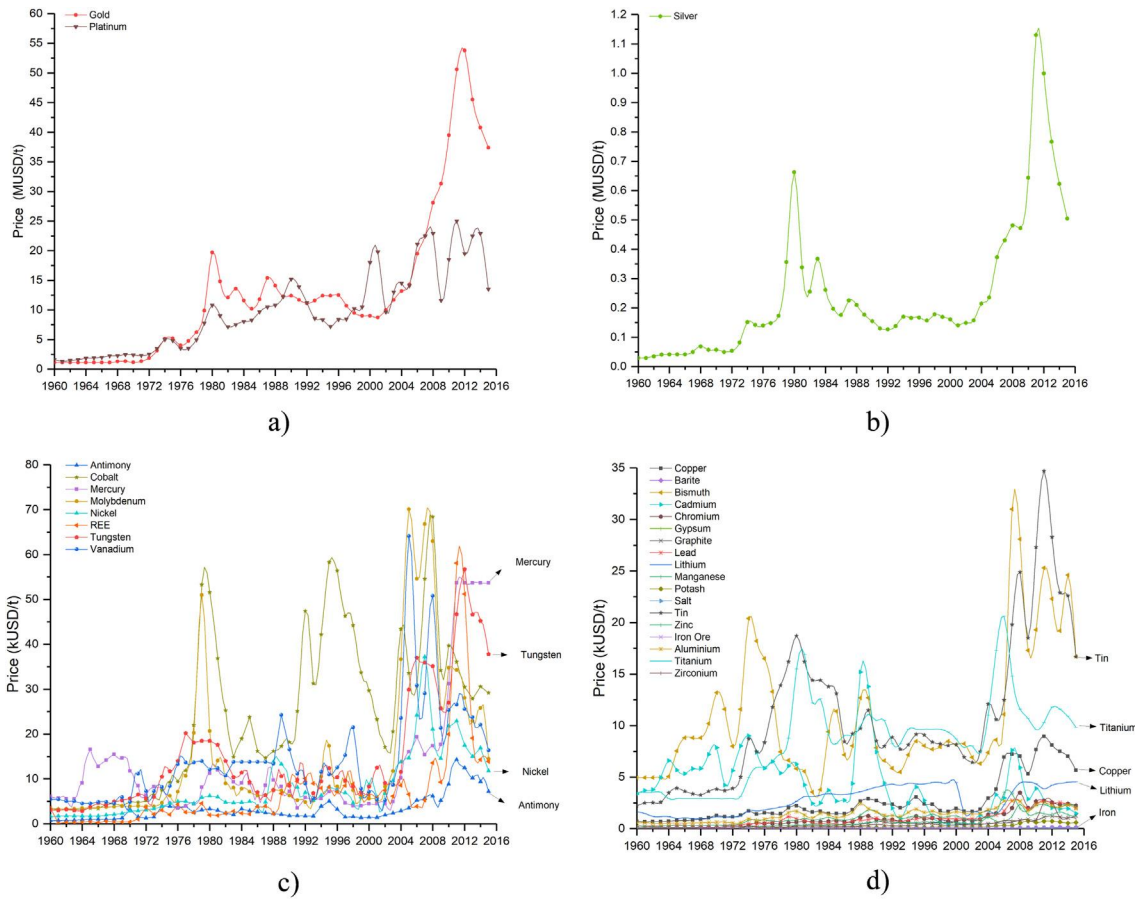 Gold
Platinum
Price (MUSD/t)
60
55
50
45
40
35
30
25
20
15
10
5
0
1960 1964 1968 1972 1976 1980 1984 1988 1992 1996 2000 2004 2008 2012 2016
a)
Silver
Price (MUSD/t)
1.2
1.1
1.0
0.9
0.8
0.7
0.6
0.5
0.4
0.3
0.2
0.1
0.0
1960 1964 1968 1972 1976 1980 1984 1988 1992 1996 2000 2004 2008 2012 2016
b)
Antimony
Cobalt
Mercury
Molybdenum
Nickel
REE
Tungsten
Vanadium
Price (kUSD/t)
80
70
60
50
40
30
20
10
0
Mercury
Tungsten
Nickel
Antimony
1960 1964 1968 1972 1976 1980 1984 1988 1992 1996 2000 2004 2008 2012 2016
c)
Copper
Barite
Bismuth
Cadmium
Chromium
Gypsum
Graphite
Lead
Lithium
Manganese
Potash
Salt
Tin
Zinc
Iron Ore
Aluminium
Titanium
Zirconium
Price (kUSD/t)
35
30
25
20
15
10
5
0
Tin
Titanium
Copper
Lithium
Iron
1960 1964 1968 1972 1976 1980 1984 1988 1992 1996 2000 2004 2008 2012 2016
d)